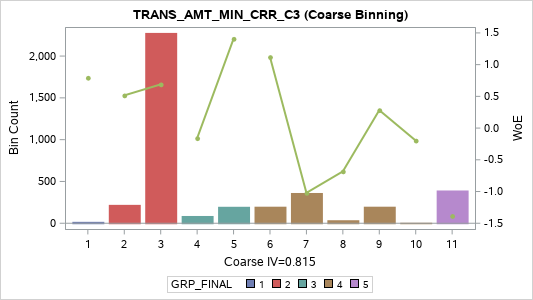 TRANS_AMT_MIN_CRR_C3 (Coarse Binning)
Bin Count
2,000
1,500
1,000
500
0
1.5
1.0
0.5
0.0
-0.5
-1.0
-1.5
WoE
1 2 3 4 5 6 7 8 9 10 11
Coarse IV=0.815
GRP_FINAL 1 2 3 4 5